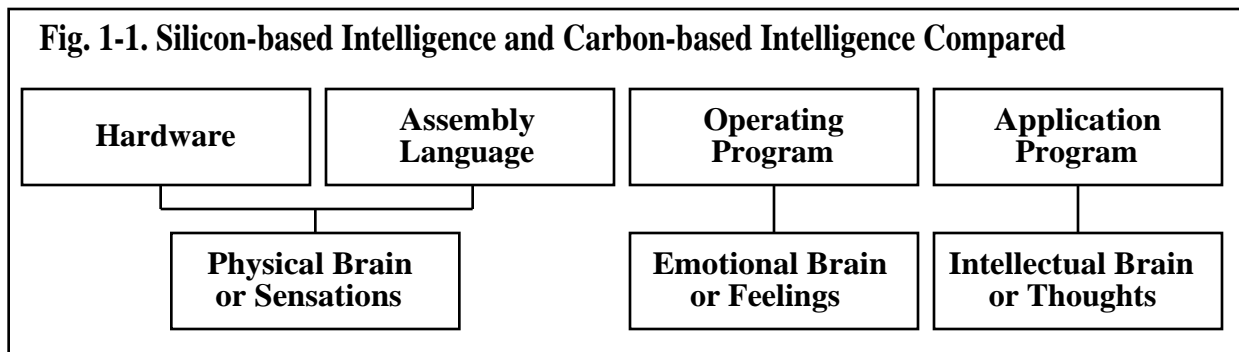 Fig. 1-1. Silicon-based Intelligence and Carbon-based Intelligence Compared
Hardware
Assembly
Language
Operating
Program
Application
Program
Physical Brain
or Sensations
Emotional Brain
or Feelings
Intellectual Brain
or Thoughts